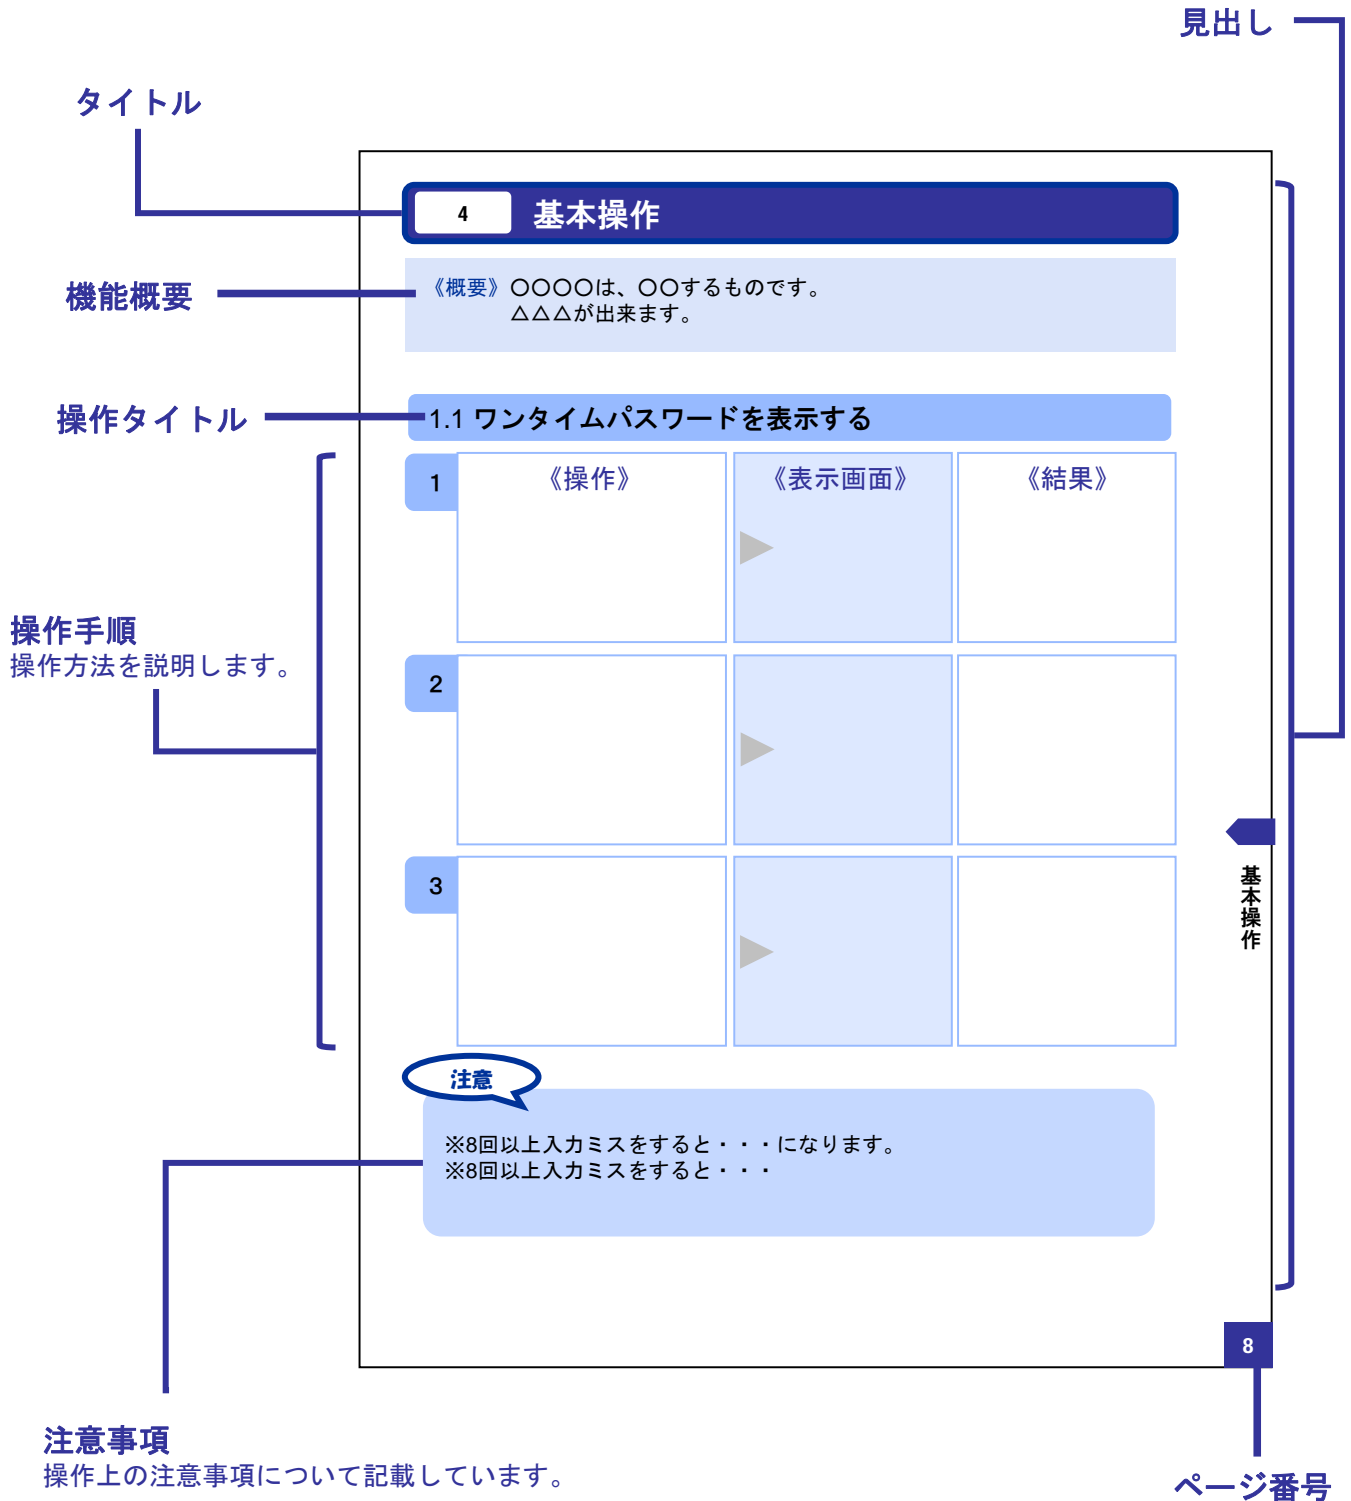 見出し
タイトル
4 基本操作
機能概要
《概要》〇〇〇〇は、〇〇するものです。
△△△が出来ます。
操作タイトル
1.1 ワンタイムパスワードを表示する
1 《操作》 《表示画面》 《結果》
操作手順
操作方法を説明します。
2
3
基本操作
注意
※8回以上入力ミスをすると・・・になります。
※8回以上入力ミスをすると・・・
8
注意事項
操作上の注意事項について記載しています。
ページ番号